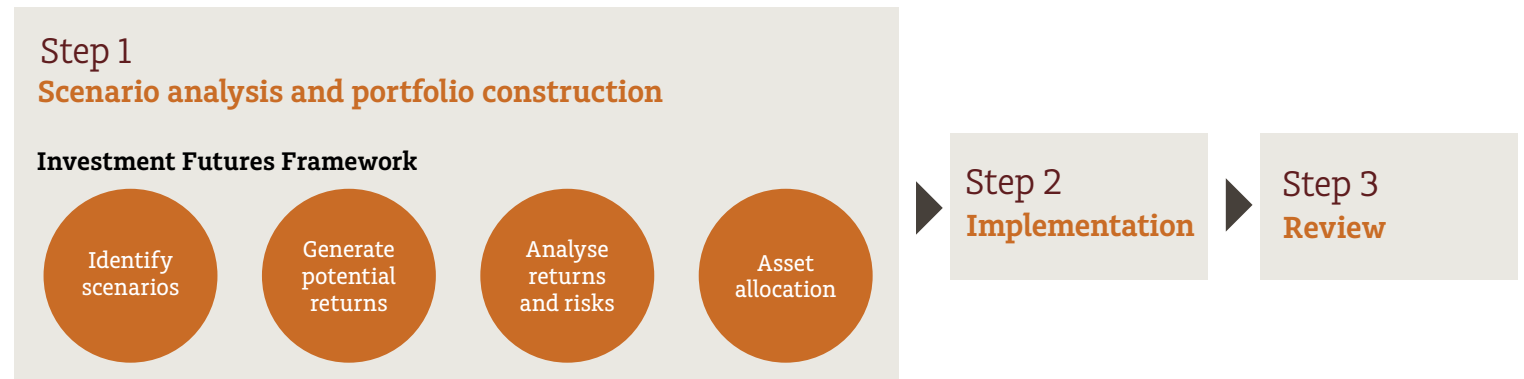 Step 1
Scenario analysis and portfolio construction
Investment Futures Framework
Identify
scenarios
Generate
potential
returns
Analyse
returns
and risks
Asset
allocation
Step 2
Implementation
Step 3
Review